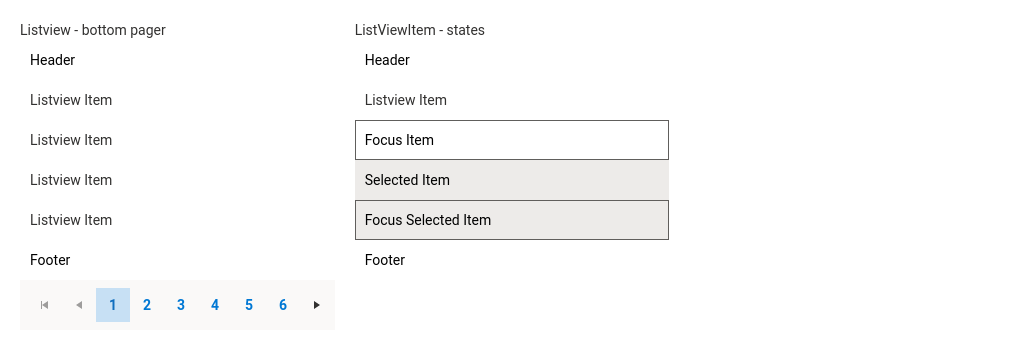 Listview - bottom pager
Header
Listview Item
Listview Item
Listview Item
Listview Item
Footer
1 2 3 4 5 6
ListViewItem - states
Header
Listview Item
Focus Item
Selected Item
Focus Selected Item
Footer